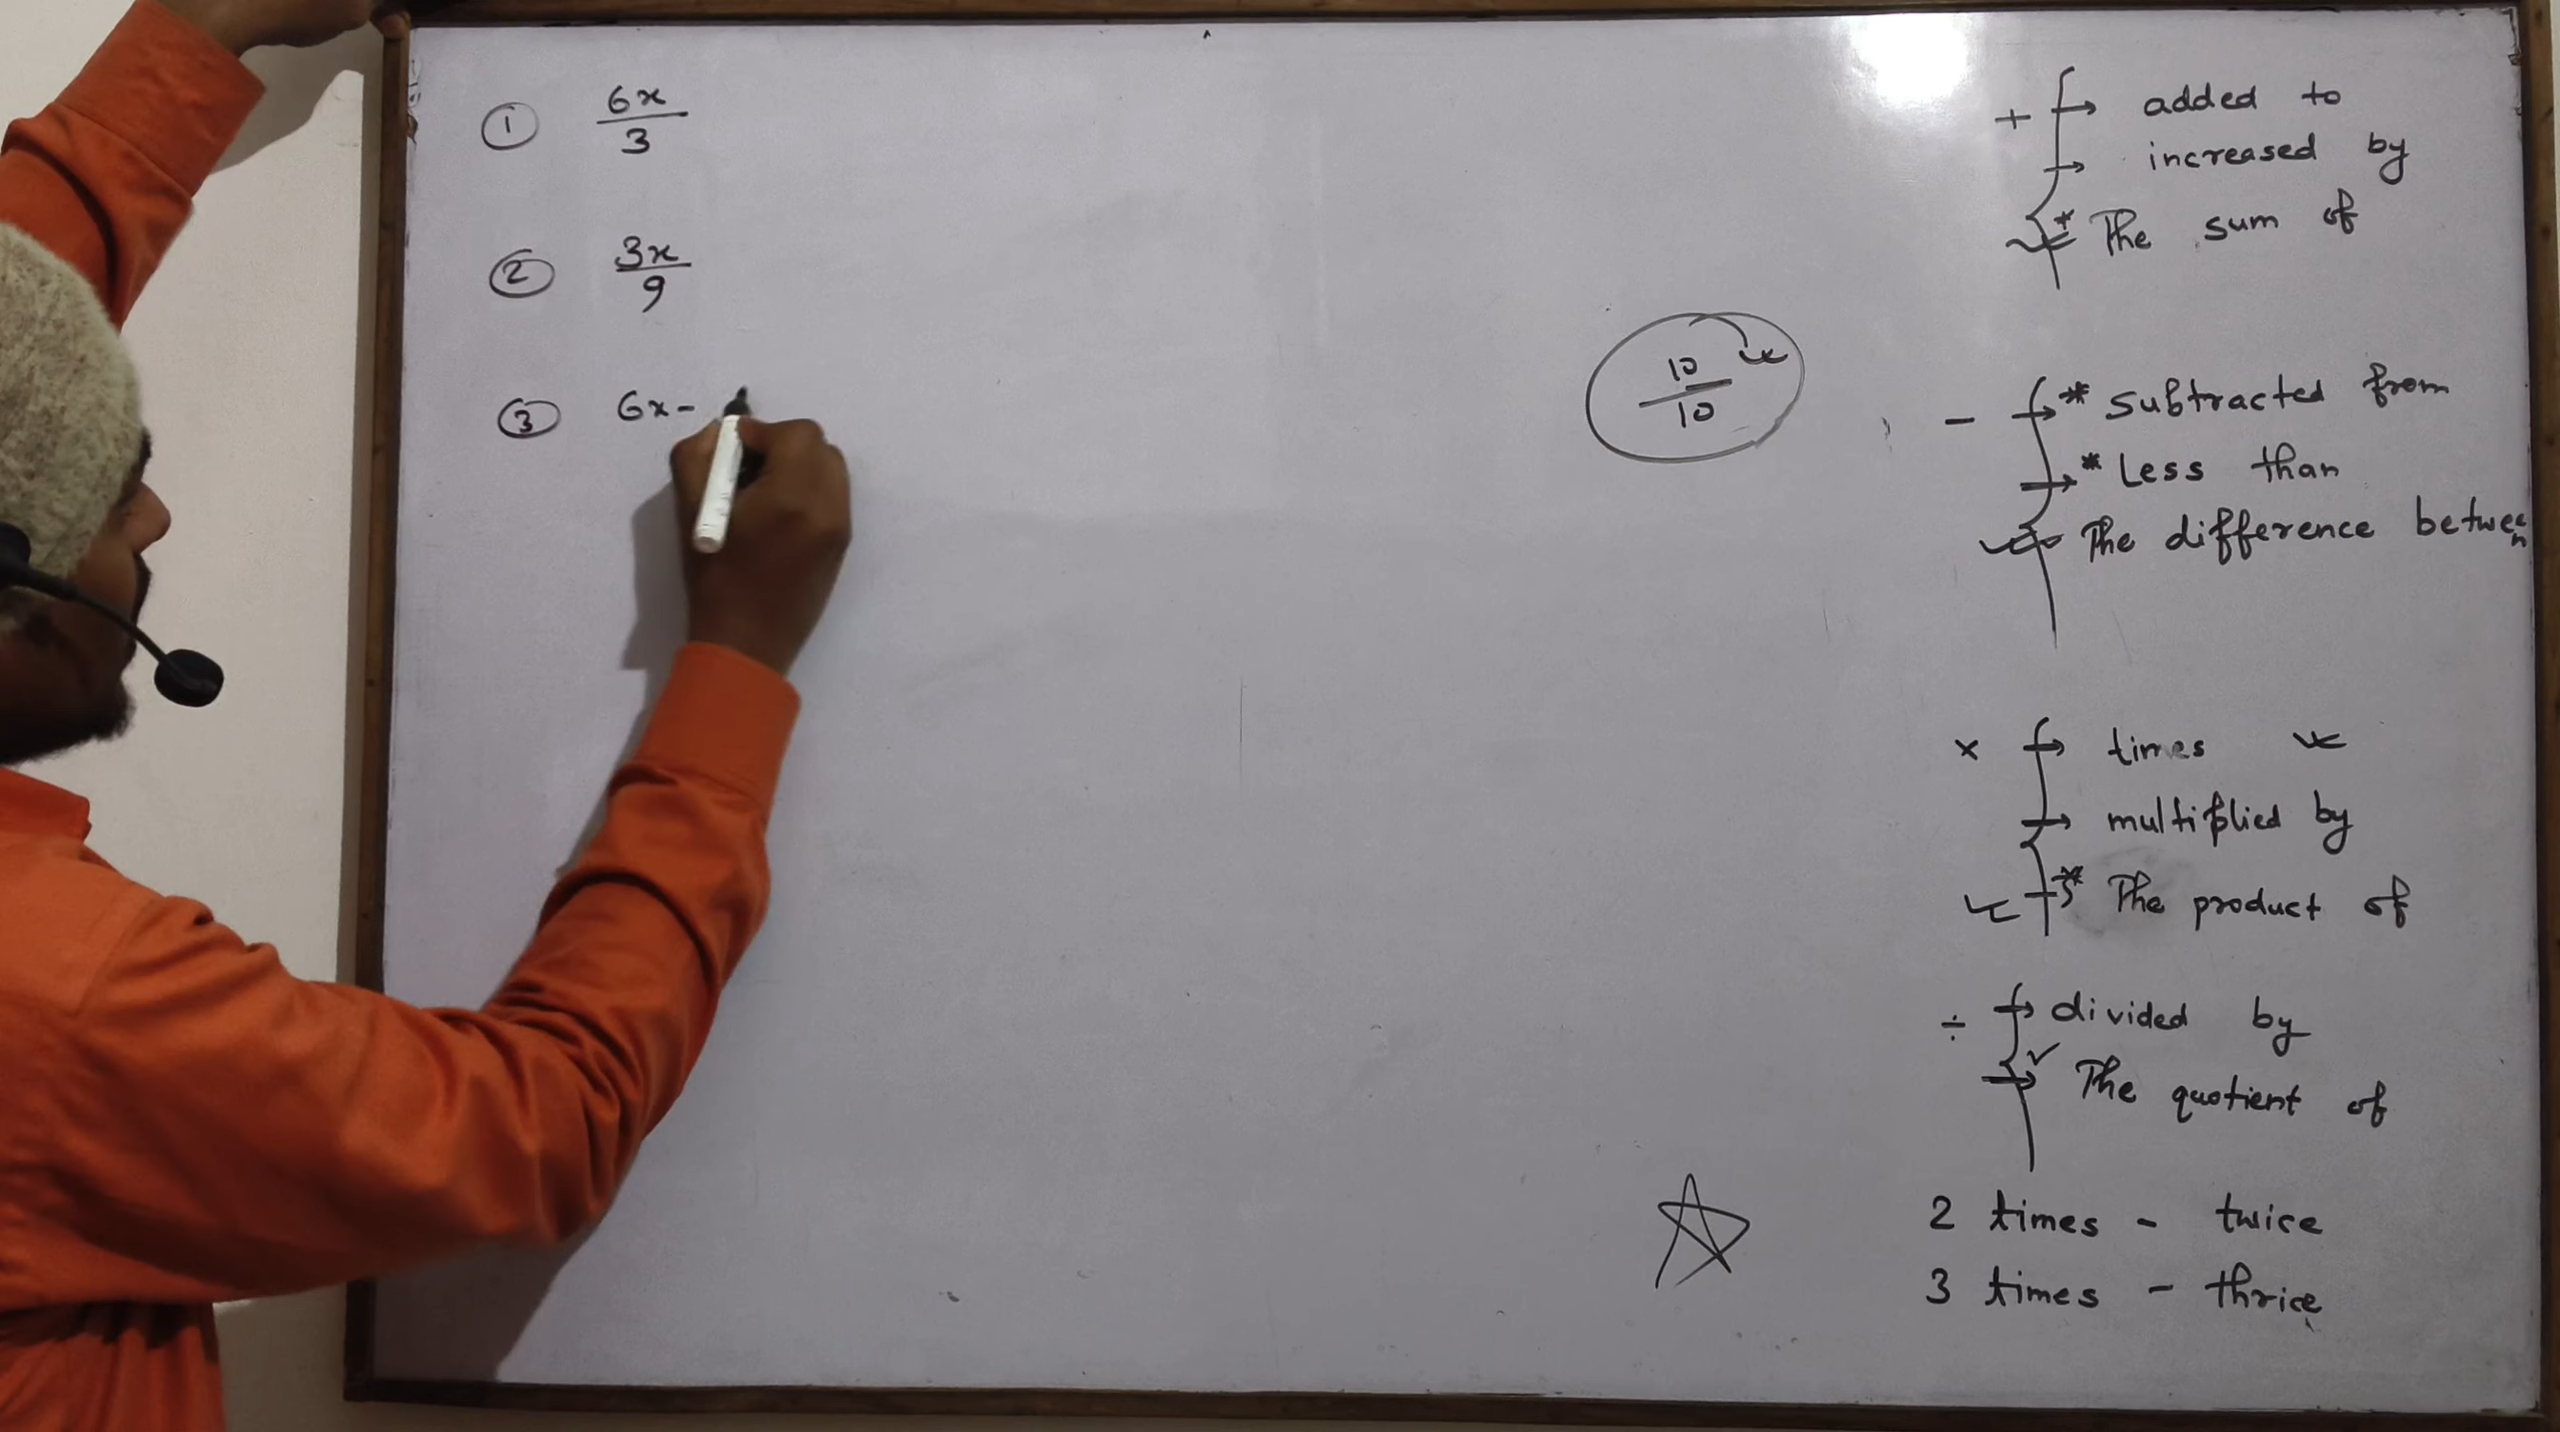 ① 6x/3
② 3x/9
③ 6x -
10/10
+ → added to
→ increased by
* The sum of
- → * Subtracted from
→ * Less than
→ The difference between
× → times
→ multiplied by
* The product of
÷ → divided by
→ The quotient of
2 times - twice
3 times - thrice